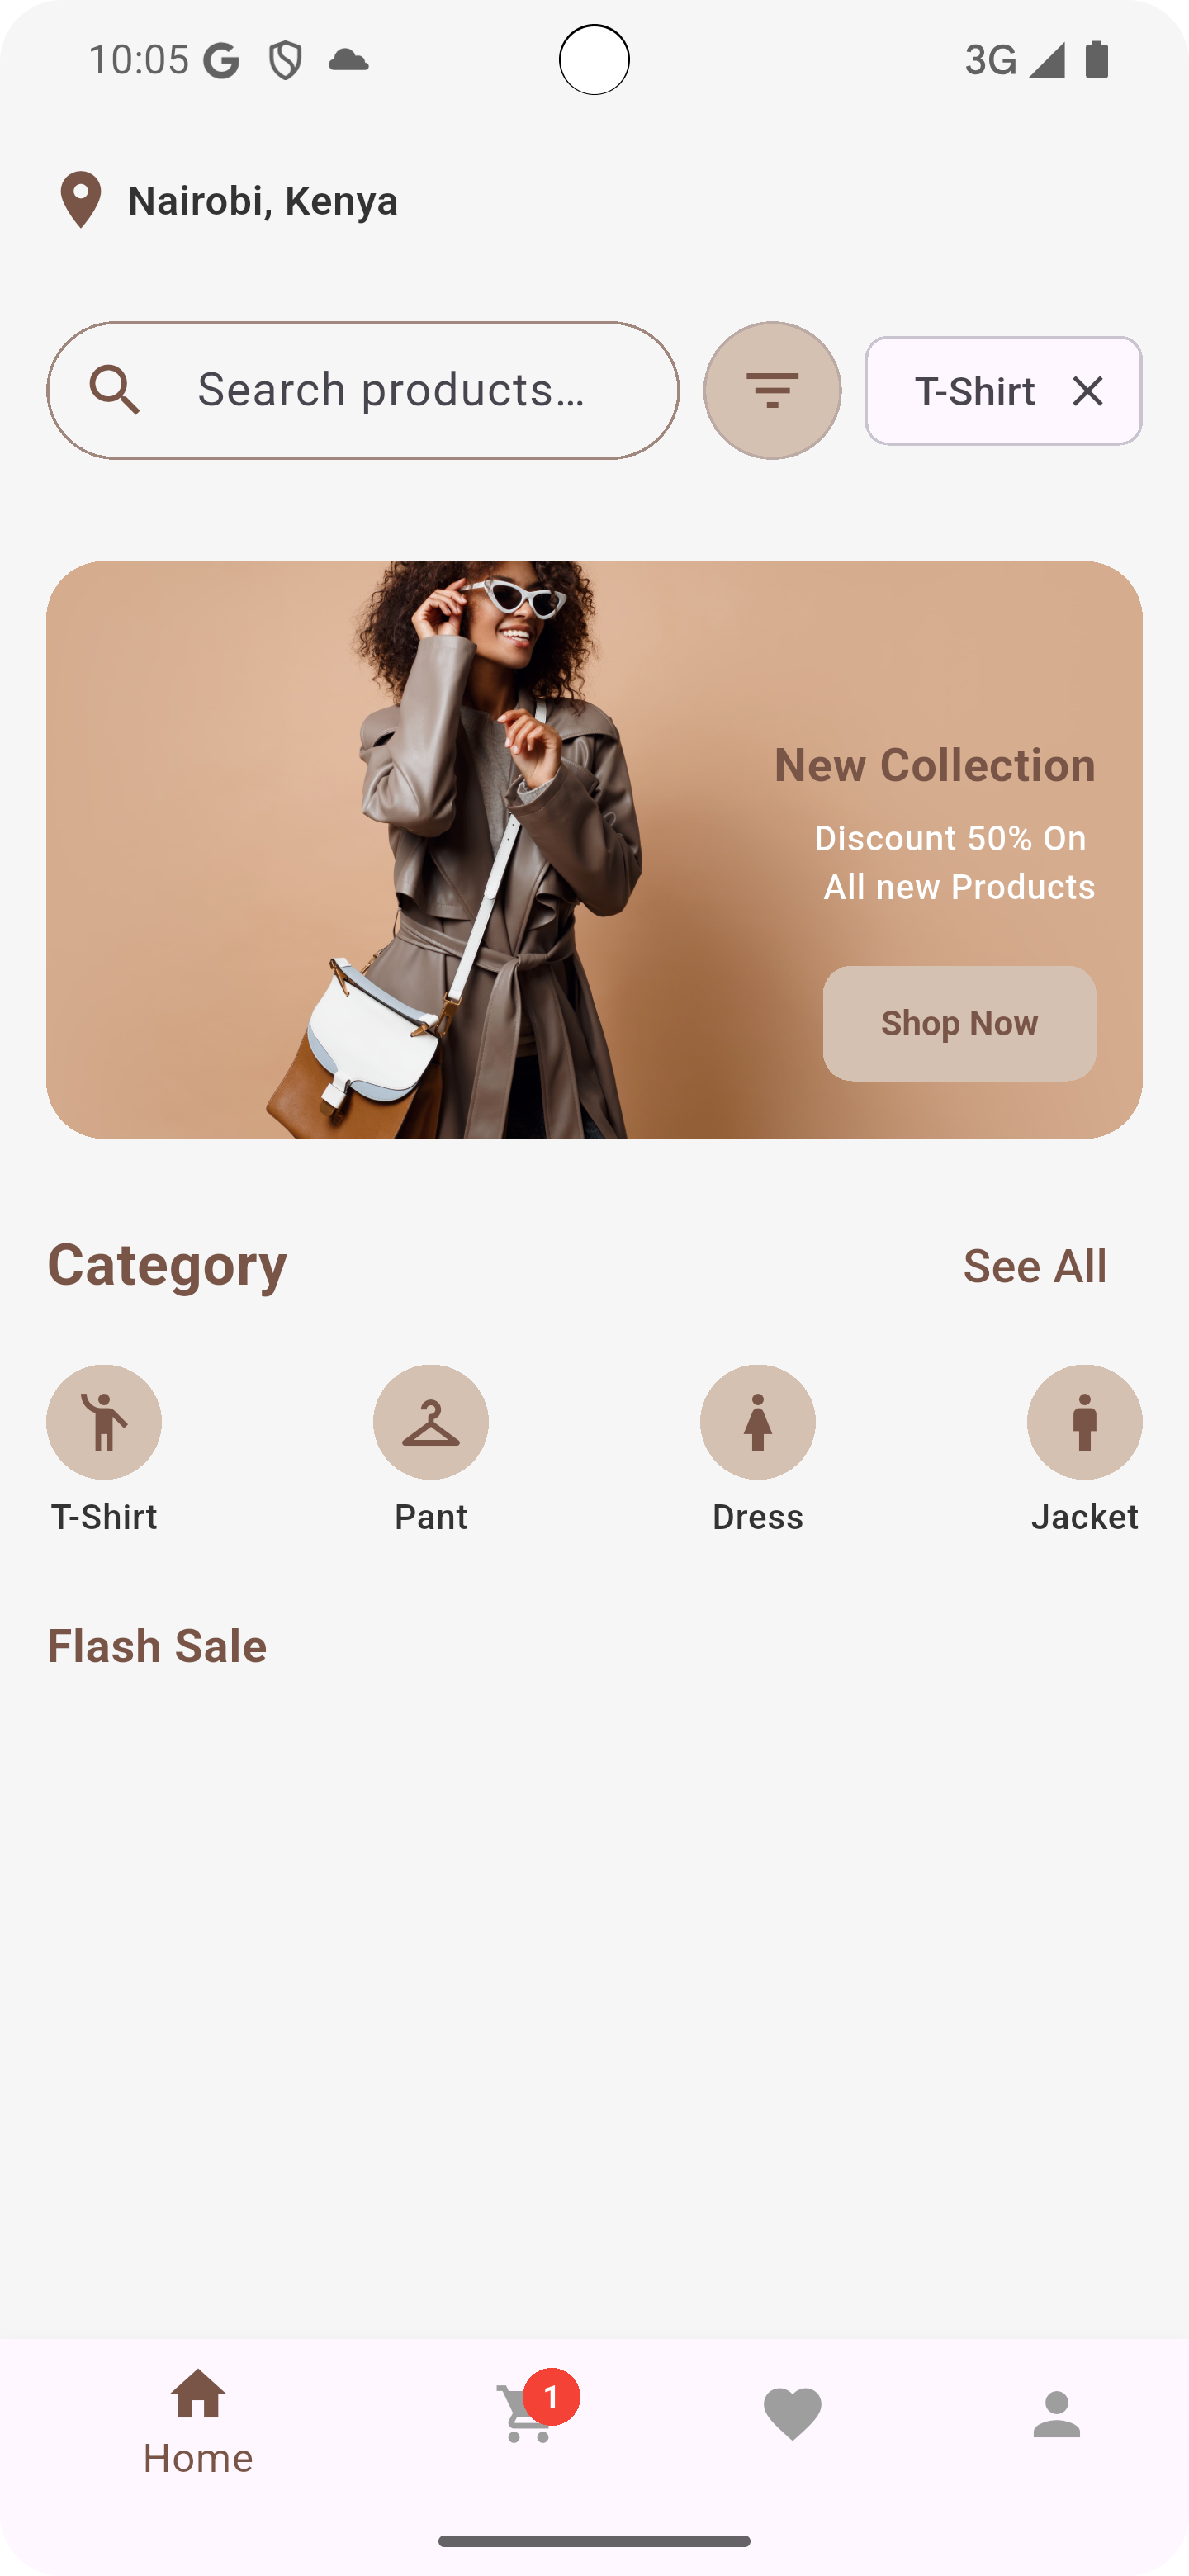 10:05
3G
Nairobi, Kenya
Search products...
T-Shirt
New Collection
Discount 50% On
All new Products
Shop Now
Category
See All
T-Shirt
Pant
Dress
Jacket
Flash Sale
1
Home